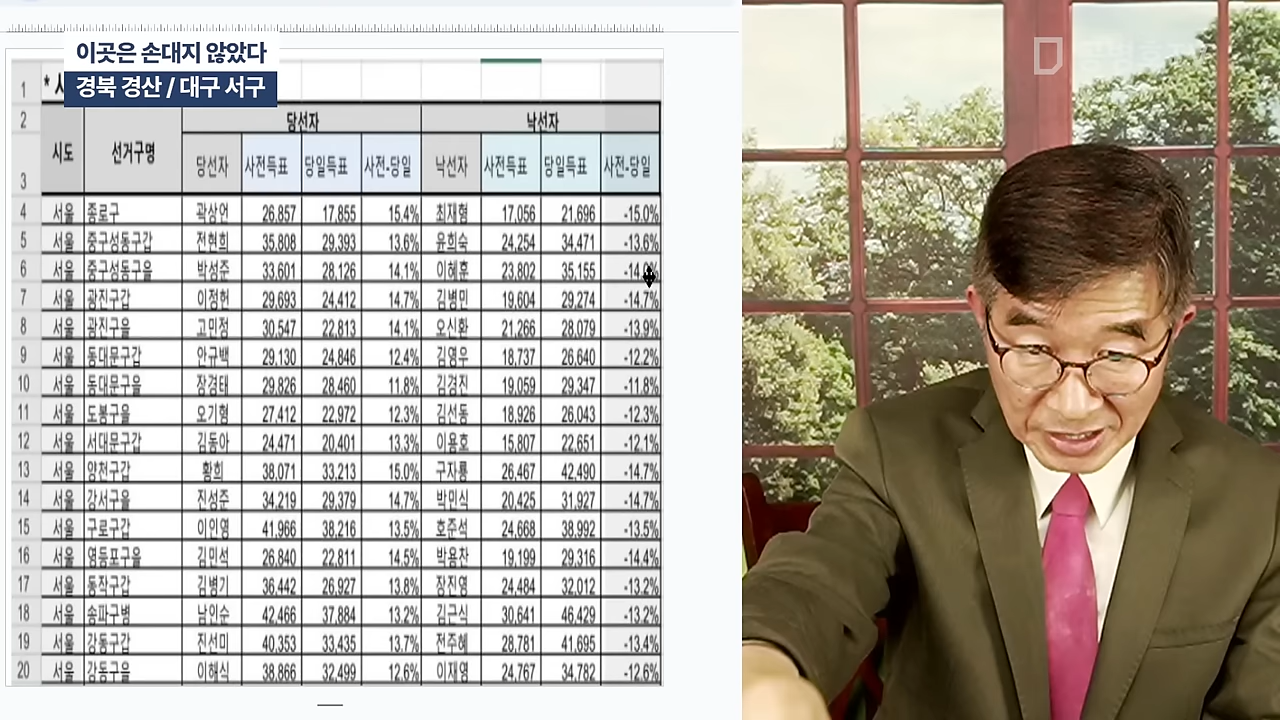 이곳은 손대지 않았다
경북 경산 / 대구 서구
1 *
2 당선자 낙선자
3 시도 선거구명 당선자 사전득표 당일득표 사전-당일 낙선자 사전득표 당일득표 사전-당일
4 서울 종로구 곽상언 26,857 17,855 15.4% 최재형 17,056 21,696 -15.0%
5 서울 중구성동구갑 전현희 35,808 29,393 13.6% 윤희숙 24,254 34,471 -13.6%
6 서울 중구성동구을 박성준 33,601 28,126 14.1% 이혜훈 23,802 35,155
7 서울 광진구갑 이정헌 29,693 24,412 14.7% 김병민 19,604 29,274 -14.7%
8 서울 광진구을 고민정 30,547 22,813 14.1% 오신환 21,266 28,079 -13.9%
9 서울 동대문구갑 안규백 29,130 24,846 12.4% 김영우 18,737 26,640 -12.2%
10 서울 동대문구을 장경태 29,826 28,460 11.8% 김경진 19,059 29,347 -11.8%
11 서울 도봉구을 오기형 27,412 22,972 12.3% 김선동 18,926 26,043 -12.3%
12 서울 서대문구갑 김동아 24,471 20,401 13.3% 이용호 15,807 22,651 -12.1%
13 서울 양천구갑 황희 38,071 33,213 15.0% 구자룡 26,467 42,490 -14.7%
14 서울 강서구을 진성준 34,219 29,379 14.7% 박민식 20,425 31,927 -14.7%
15 서울 구로구갑 이인영 41,966 38,216 13.5% 호준석 24,668 38,992 -13.5%
16 서울 영등포구을 김민석 26,840 22,811 14.5% 박용찬 19,199 29,316 -14.4%
17 서울 동작구갑 김병기 36,442 26,927 13.8% 장진영 24,484 32,012 -13.2%
18 서울 송파구병 남인순 42,466 37,884 13.2% 김근식 30,641 46,429 -13.2%
19 서울 강동구갑 진선미 40,353 33,435 13.7% 전주혜 28,781 41,695 -13.4%
20 서울 강동구을 이해식 38,866 32,499 12.6% 이재영 24,767 34,782 -12.6%